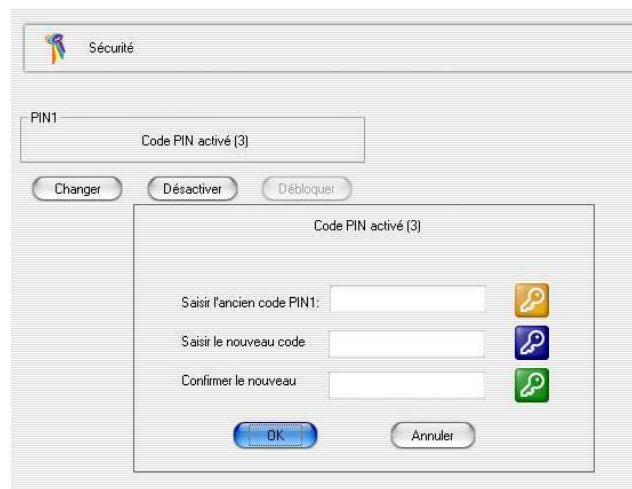 Sécurité
PIN1
Code PIN activé (3)
Changer Désactiver Débloquer
Code PIN activé (3)
Saisir l'ancien code PIN1:
Saisir le nouveau code
Confirmer le nouveau
OK Annuler